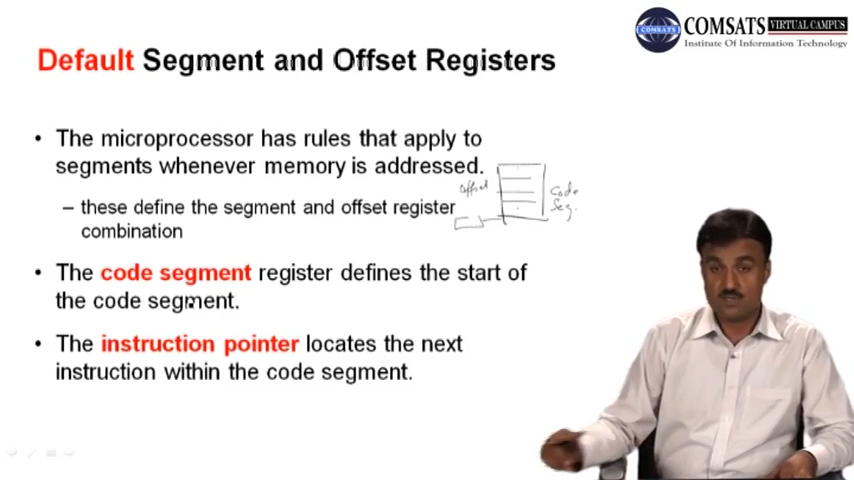 COMSATS VIRTUAL CAMPUS
Institute Of Information Technology
COMSATS
Default Segment and Offset Registers
• The microprocessor has rules that apply to
segments whenever memory is addressed.
– these define the segment and offset register
combination
offset
Code
Seg.
• The code segment register defines the start of
the code segment.
• The instruction pointer locates the next
instruction within the code segment.